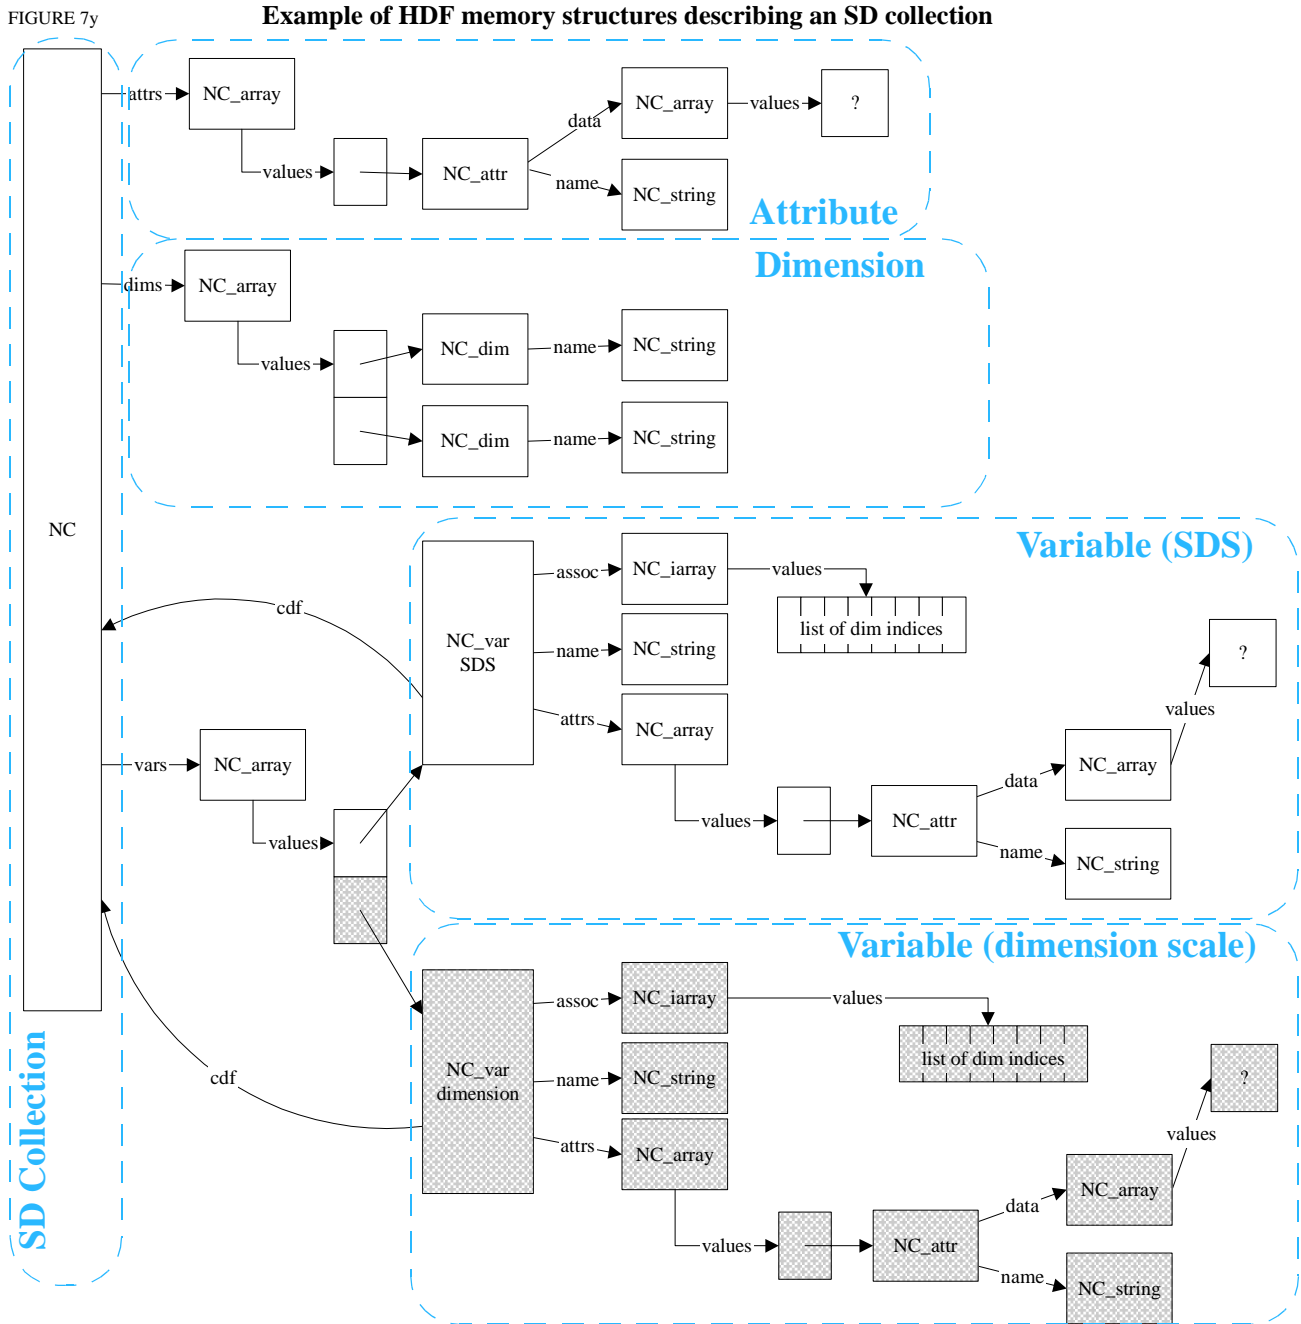 FIGURE 7y
Example of HDF memory structures describing an SD collection
attrs
NC_array
values
NC_attr
data
NC_array
values
?
name
NC_string
Attribute
Dimension
dims
NC_array
values
NC_dim
name
NC_string
NC_dim
name
NC_string
NC
SD Collection
Variable (SDS)
cdf
NC_var
SDS
assoc
NC_iarray
values
list of dim indices
name
NC_string
attrs
NC_array
values
NC_attr
data
NC_array
values
?
name
NC_string
vars
NC_array
values
Variable (dimension scale)
cdf
NC_var
dimension
assoc
NC_iarray
values
list of dim indices
name
NC_string
attrs
NC_array
values
NC_attr
data
NC_array
values
?
name
NC_string